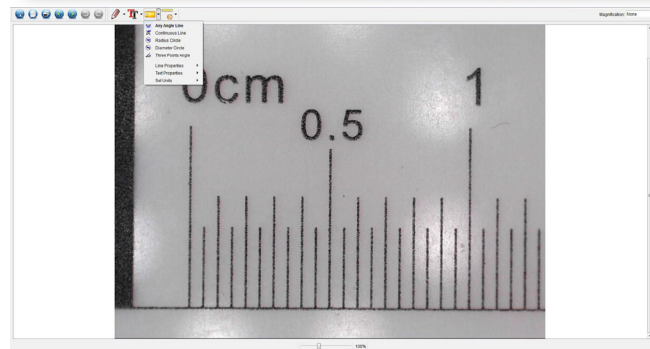 Magnification: None
Any Angle Line
Continuous Line
Radius Circle
Diameter Circle
Three Points Angle
Line Properties
Text Properties
Set Units
0cm
0.5
1
100%